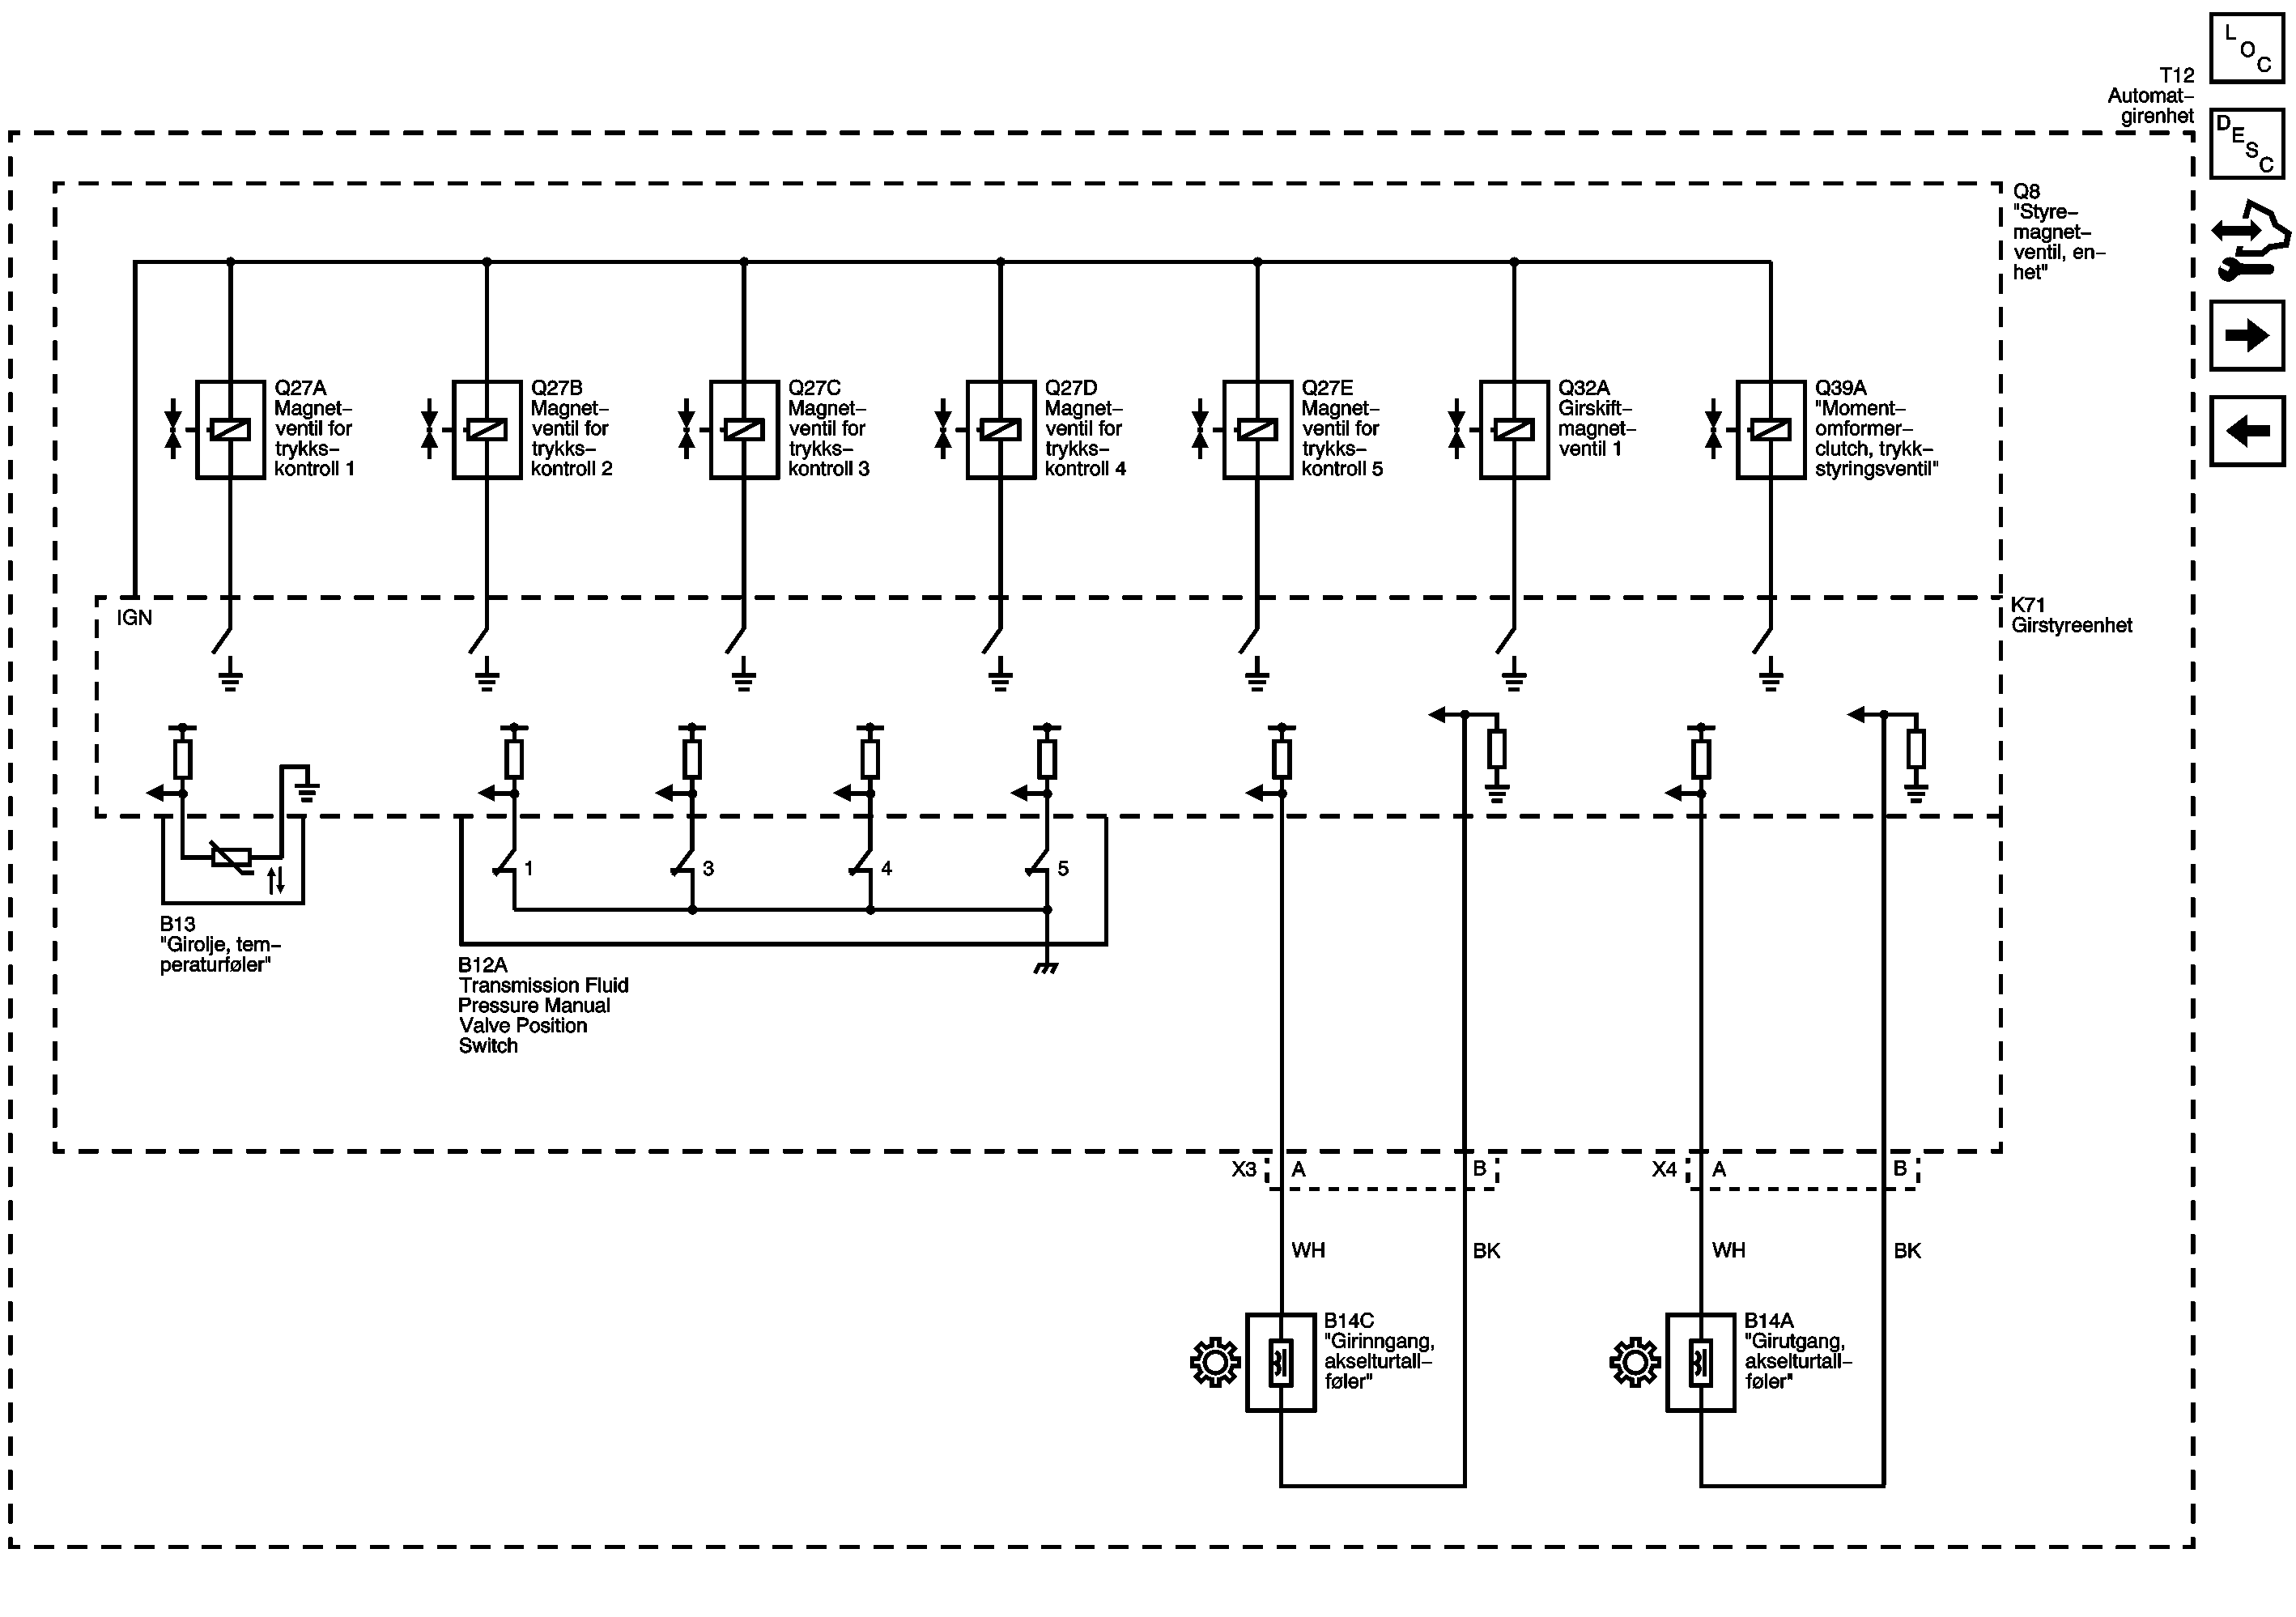 L
O
C
T12
Automat-
girenhet
D
E
S
C
Q8
"Styre-
magnet-
ventil, en-
het"
Q27A
Magnet-
ventil for
trykks-
kontroll 1
Q27B
Magnet-
ventil for
trykks-
kontroll 2
Q27C
Magnet-
ventil for
trykks-
kontroll 3
Q27D
Magnet-
ventil for
trykks-
kontroll 4
Q27E
Magnet-
ventil for
trykks-
kontroll 5
Q32A
Girskift-
magnet-
ventil 1
Q39A
"Moment-
omformer-
clutch, trykk-
styringsventil"
IGN
K71
Girstyreenhet
1
3
4
5
B13
"Girolje, tem-
peraturføler"
B12A
Transmission Fluid
Pressure Manual
Valve Position
Switch
X3
A
B
X4
A
B
WH
BK
WH
BK
B14C
"Girinngang,
akselturtall-
føler"
B14A
"Girutgang,
akselturtall-
føler"